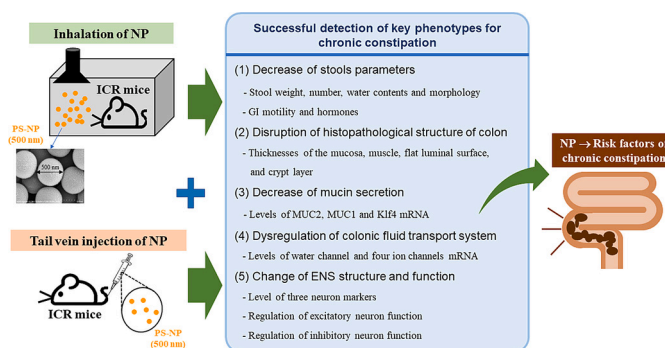 Inhalation of NP
ICR mice
PS-NP
(500 nm)
500 nm
Tail vein injection of NP
ICR mice
PS-NP
(500 nm)
Successful detection of key phenotypes for
chronic constipation
(1) Decrease of stools parameters
- Stool weight, number, water contents and morphology
- GI motility and hormones
(2) Disruption of histopathological structure of colon
- Thicknesses of the mucosa, muscle, flat luminal surface,
and crypt layer
(3) Decrease of mucin secretion
- Levels of MUC2, MUC1 and Klf4 mRNA
(4) Dysregulation of colonic fluid transport system
- Levels of water channel and four ion channels mRNA
(5) Change of ENS structure and function
- Level of three neuron markers
- Regulation of excitatory neuron function
- Regulation of inhibitory neuron function
NP → Risk factors of
chronic constipation